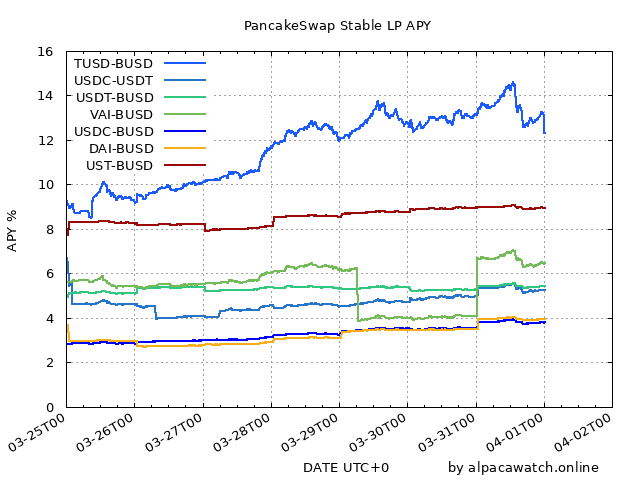 PancakeSwap Stable LP APY
16
14
12
10
8
6
4
2
0
APY %
TUSD-BUSD
USDC-USDT
USDT-BUSD
VAI-BUSD
USDC-BUSD
DAI-BUSD
UST-BUSD
03-25T00
03-26T00
03-27T00
03-28T00
03-29T00
03-30T00
03-31T00
04-01T00
04-02T00
DATE UTC+0
by alpacawatch.online